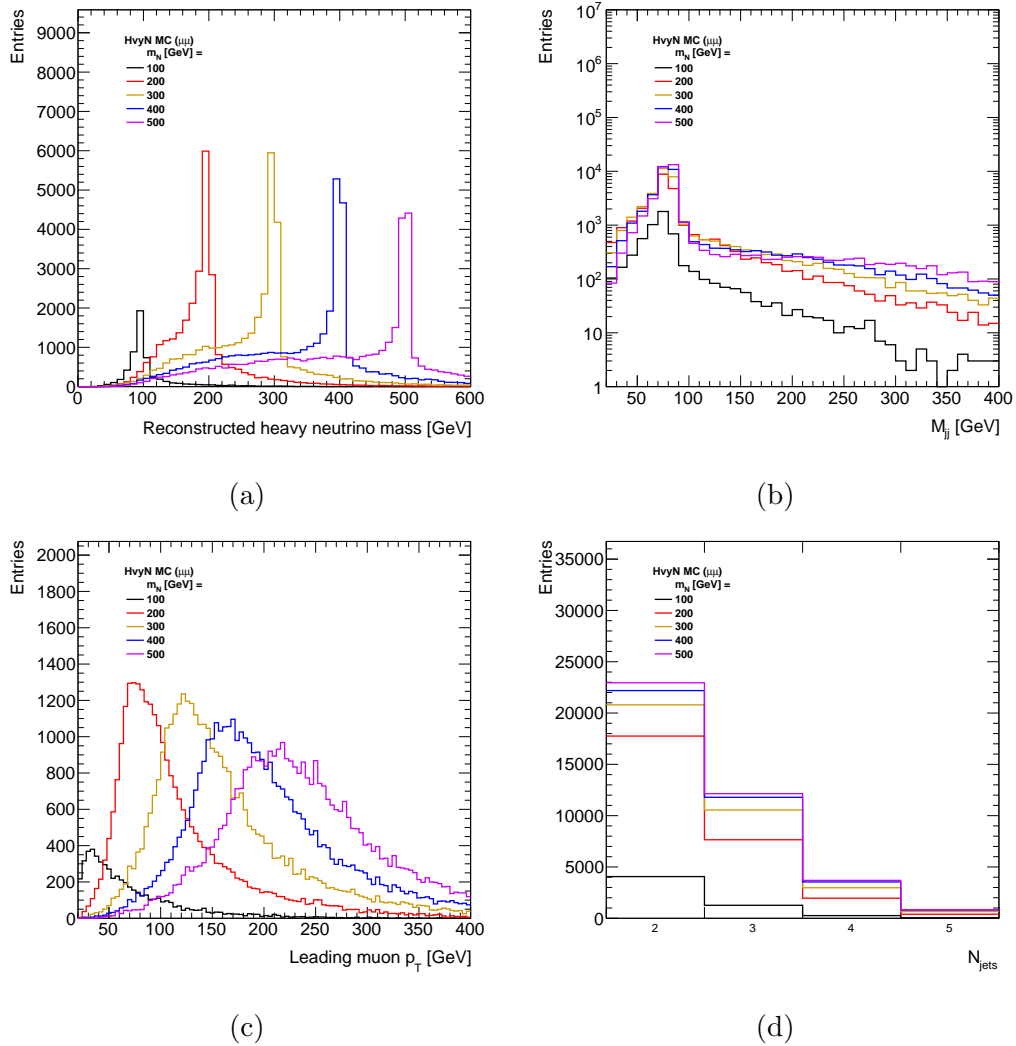 Entries
9000
8000
7000
6000
5000
4000
3000
2000
1000
0
HvyN MC (μμ)
m_N [GeV] =
100
200
300
400
500
0 100 200 300 400 500 600
Reconstructed heavy neutrino mass [GeV]
(a)
Entries
10^7
10^6
10^5
10^4
10^3
10^2
10
1
HvyN MC (μμ)
m_N [GeV] =
100
200
300
400
500
50 100 150 200 250 300 350 400
M_jj [GeV]
(b)
Entries
2000
1800
1600
1400
1200
1000
800
600
400
200
0
HvyN MC (μμ)
m_N [GeV] =
100
200
300
400
500
50 100 150 200 250 300 350 400
Leading muon p_T [GeV]
(c)
Entries
35000
30000
25000
20000
15000
10000
5000
0
HvyN MC (μμ)
m_N [GeV] =
100
200
300
400
500
2 3 4 5
N_jets
(d)